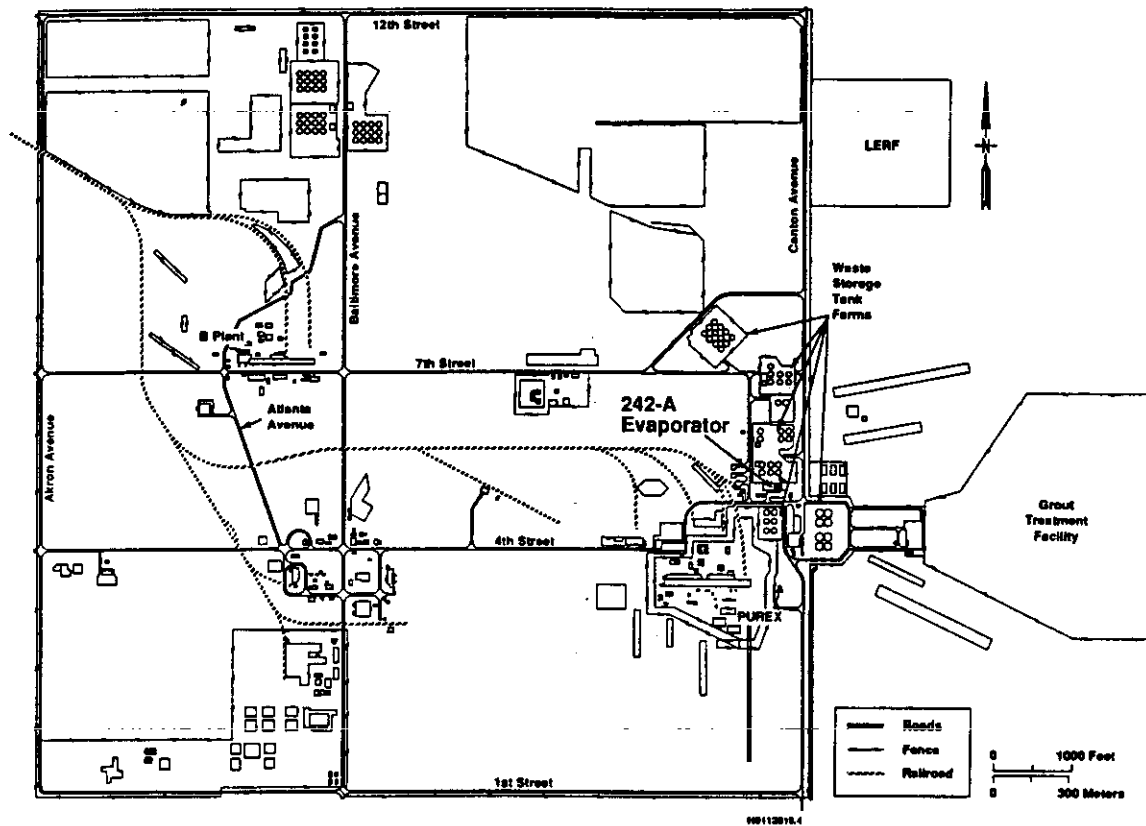 12th Street
LERF
N
Canton Avenue
Baltimore Avenue
Waste
Storage
Tank
Farms
B Plant
7th Street
242-A
Evaporator
Atlanta
Avenue
Akron Avenue
4th Street
Grout
Treatment
Facility
PUREX
Roads
Fence
Railroad
0 1000 Feet
0 300 Meters
1st Street